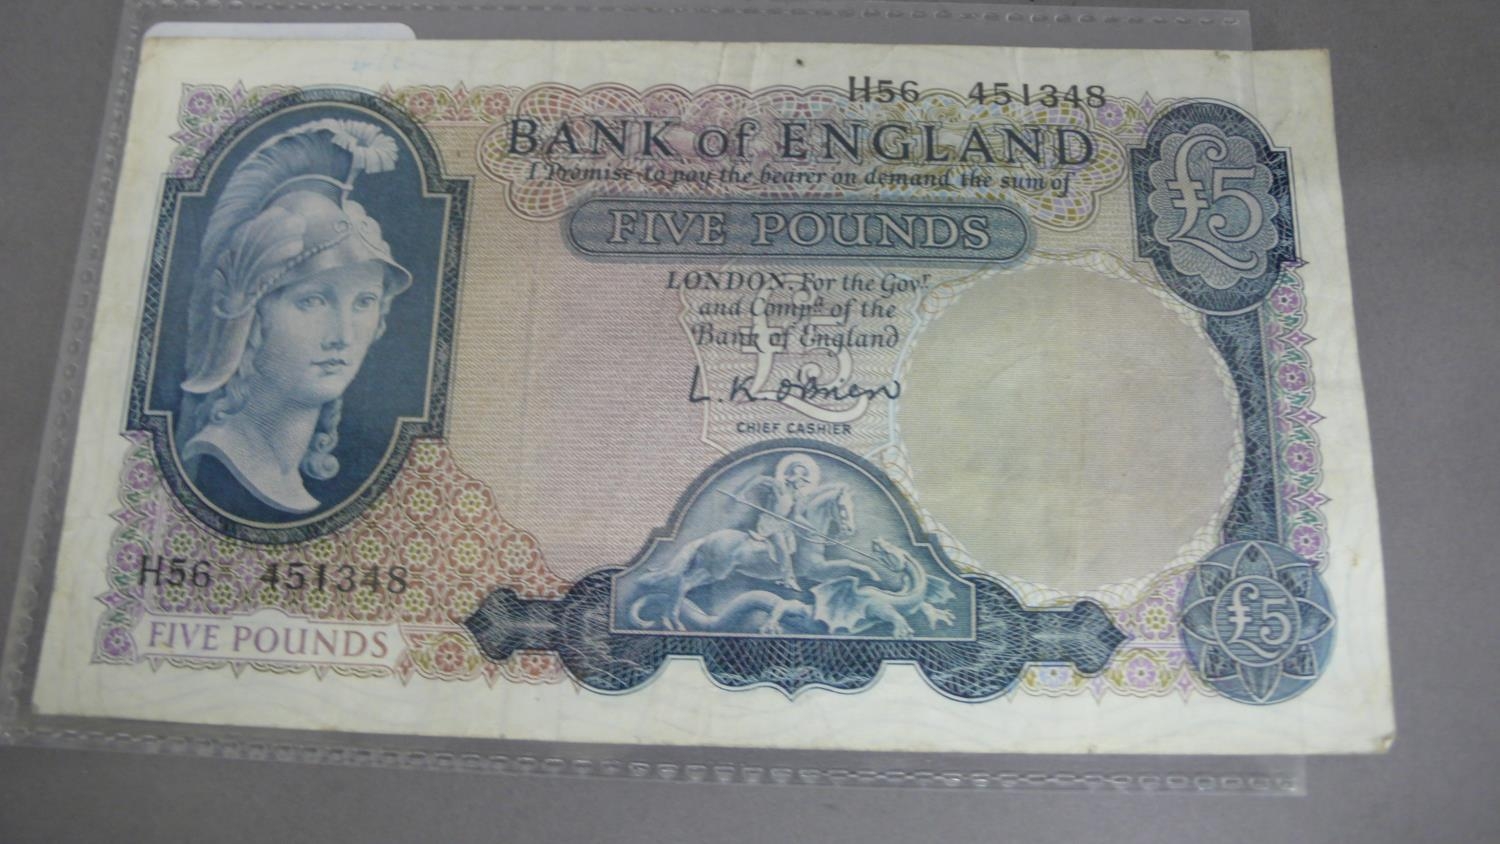 H56 451348
BANK of ENGLAND
I Promise to pay the bearer on demand the sum of
FIVE POUNDS
£5
LONDON. For the Govr
and Compa of the
Bank of England
£5
L.K. O'Brien
CHIEF CASHIER
H56 451348
FIVE POUNDS
£5